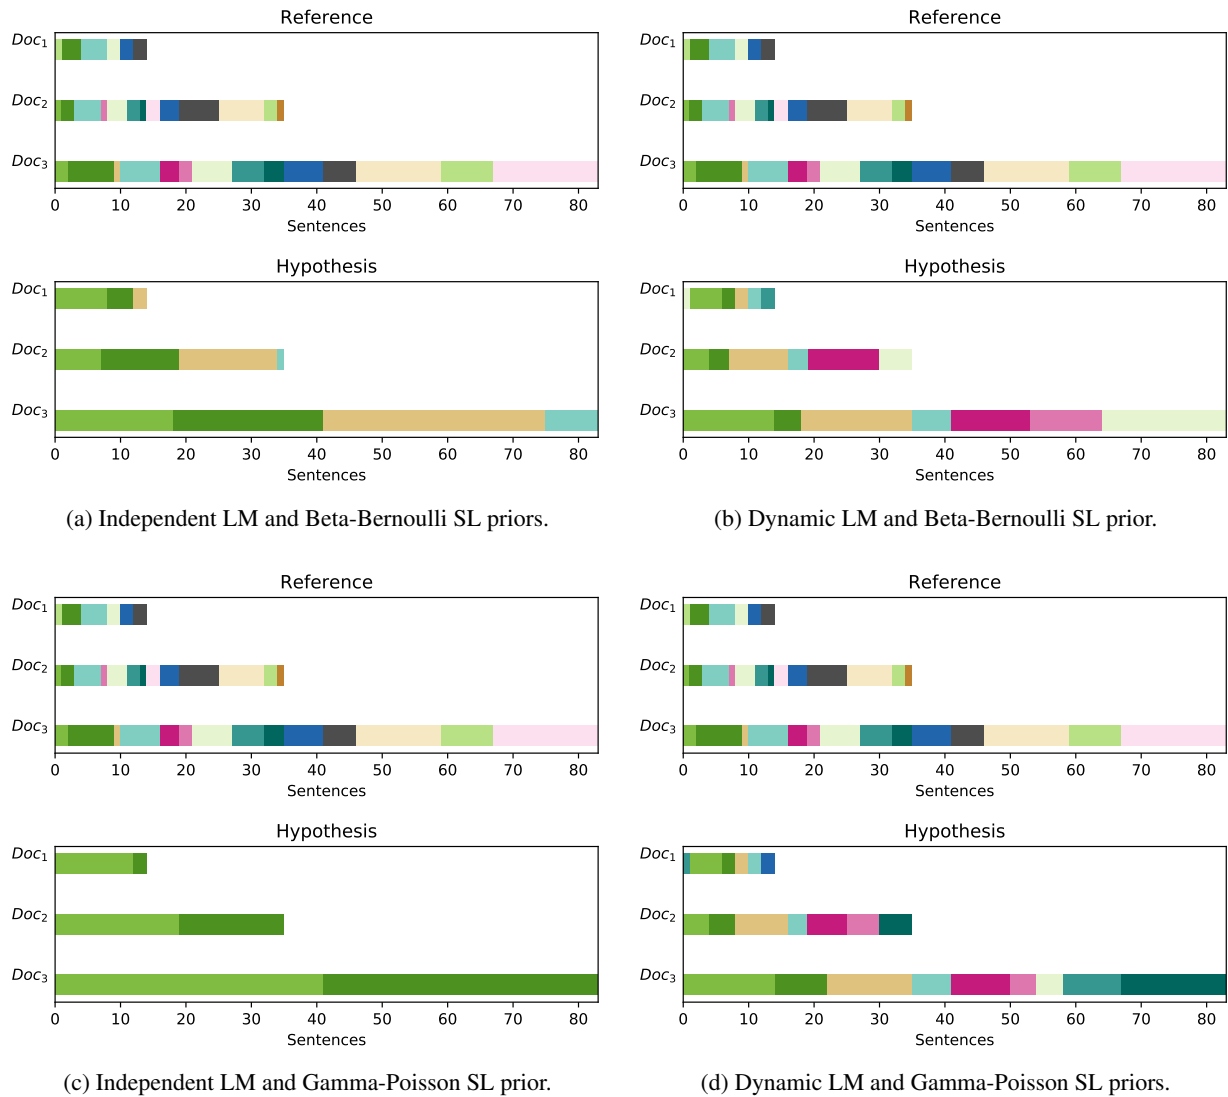 Reference
Doc1
Doc2
Doc3
0 10 20 30 40 50 60 70 80
Sentences
Hypothesis
Doc1
Doc2
Doc3
0 10 20 30 40 50 60 70 80
Sentences
(a) Independent LM and Beta-Bernoulli SL priors.
Reference
Doc1
Doc2
Doc3
0 10 20 30 40 50 60 70 80
Sentences
Hypothesis
Doc1
Doc2
Doc3
0 10 20 30 40 50 60 70 80
Sentences
(b) Dynamic LM and Beta-Bernoulli SL prior.
Reference
Doc1
Doc2
Doc3
0 10 20 30 40 50 60 70 80
Sentences
Hypothesis
Doc1
Doc2
Doc3
0 10 20 30 40 50 60 70 80
Sentences
(c) Independent LM and Gamma-Poisson SL prior.
Reference
Doc1
Doc2
Doc3
0 10 20 30 40 50 60 70 80
Sentences
Hypothesis
Doc1
Doc2
Doc3
0 10 20 30 40 50 60 70 80
Sentences
(d) Dynamic LM and Gamma-Poisson SL priors.